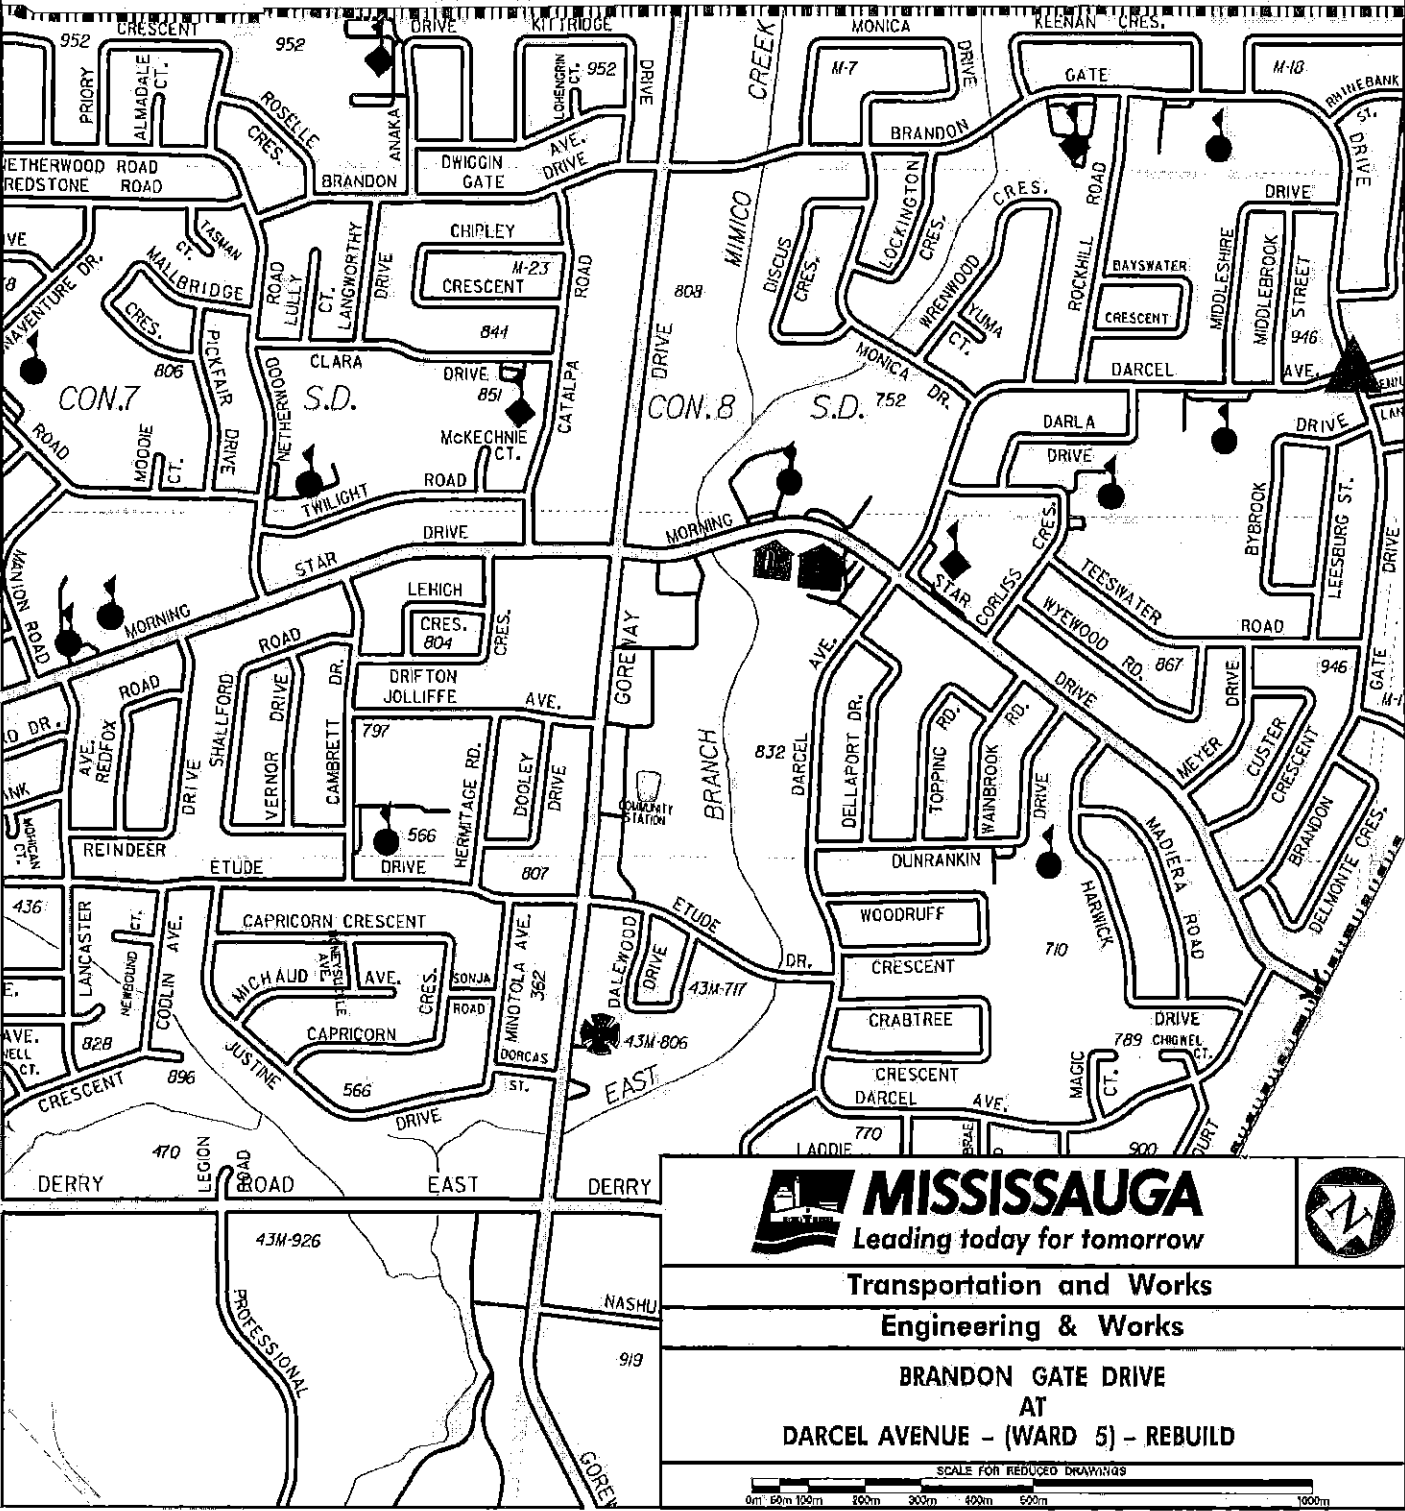 CRESCENT
952
952
DRIVE
KITTRIDGE
MONICA
KEENAN CRES.
PRIORY
ALMADALE
CT.
ROSELLE
CRES.
ANAKA
LOHENGRIN
CT.
952
DRIVE
CREEK
M-7
DRIVE
GATE
M-18
RHINEBANK
ST.
DRIVE
NETHERWOOD ROAD
REDSTONE ROAD
BRANDON
DWIGGIN
AVE.
GATE
DRIVE
BRANDON
LOCKINGTON
CRES.
CRES.
ROAD
DRIVE
TASMAN
CT.
MALLBRIDGE
CRES.
ROAD
LULLY
CT.
LANGWORTHY
DRIVE
CHIPLEY
M-23
CRESCENT
844
ROAD
MIMICO
808
DISCUS
CRES.
WRENWOOD
YUMA
CT.
ROCKHILL
BAYSWATER
CRESCENT
MIDDLESHIRE
MIDDLEBROOK
STREET
946
806
PICKFAIR
DRIVE
CLARA
DRIVE
851
CATALPA
DRIVE
MONICA
DR.
DARCEL
AVE.
CON.7
S.D.
NETHERWOOD
CON.8
S.D.
752
DARLA
DRIVE
DRIVE
ROAD
MOODIE
CT.
McKECHNIE
CT.
TWILIGHT
ROAD
BYBROOK
LEESBURG ST.
DRIVE
MORNING
STAR
DRIVE
MORNING
STAR
CRES.
CORLISS
TEESWATER
ROAD
WYEWOOD
RD.
867
MANION ROAD
LEHIGH
CRES.
804
CRES.
ROAD
DRIFTON
JOLLIFFE
AVE.
GOREWAY
AVE.
DRIVE
DRIVE
946
GATE
ROAD
AVE.
REDFOX
SHALLFORD
DRIVE
VERNOR
DRIVE
CAMBRETT
DR.
797
HERMITAGE RD.
DOOLEY
DRIVE
BRANCH
832
DARCEL
DELLAPORT DR.
TOPPING
RD.
WAINBROOK
RD.
DRIVE
MEYER
CUSTER
CRESCENT
COMMUNITY
STATION
MOHICAN
CT.
REINDEER
566
ETUDE
DRIVE
807
DUNRANKIN
HARWICK
MADIERA
ROAD
BRANDON
DELMONTE CRES.
436
LANCASTER
CT.
NEWBOUND
CODLIN AVE.
CAPRICORN CRESCENT
MICHAUD
AVE.
CRES.
SONJA
ROAD
MINOTOLA AVE.
362
ETUDE
DR.
DALEWOOD
DRIVE
43M-717
WOODRUFF
CRESCENT
710
AVE.
828
CRESCENT
896
JUSTINE
CAPRICORN
566
DRIVE
DORCAS
ST.
43M-806
EAST
CRABTREE
CRESCENT
DRIVE
789
CHIGWEL
CT.
MAGIC
CT.
DARCEL
AVE.
470
LEGION
ROAD
770
LADDIE
900
DERRY
ROAD
EAST
DERRY
43M-926
PROFESSIONAL
919
MISSISSAUGA
Leading today for tomorrow
N
Transportation and Works
Engineering & Works
BRANDON GATE DRIVE
AT
DARCEL AVENUE - (WARD 5) - REBUILD
SCALE FOR REDUCED DRAWINGS
0m 50m 100m 200m 300m 400m 500m 1000m